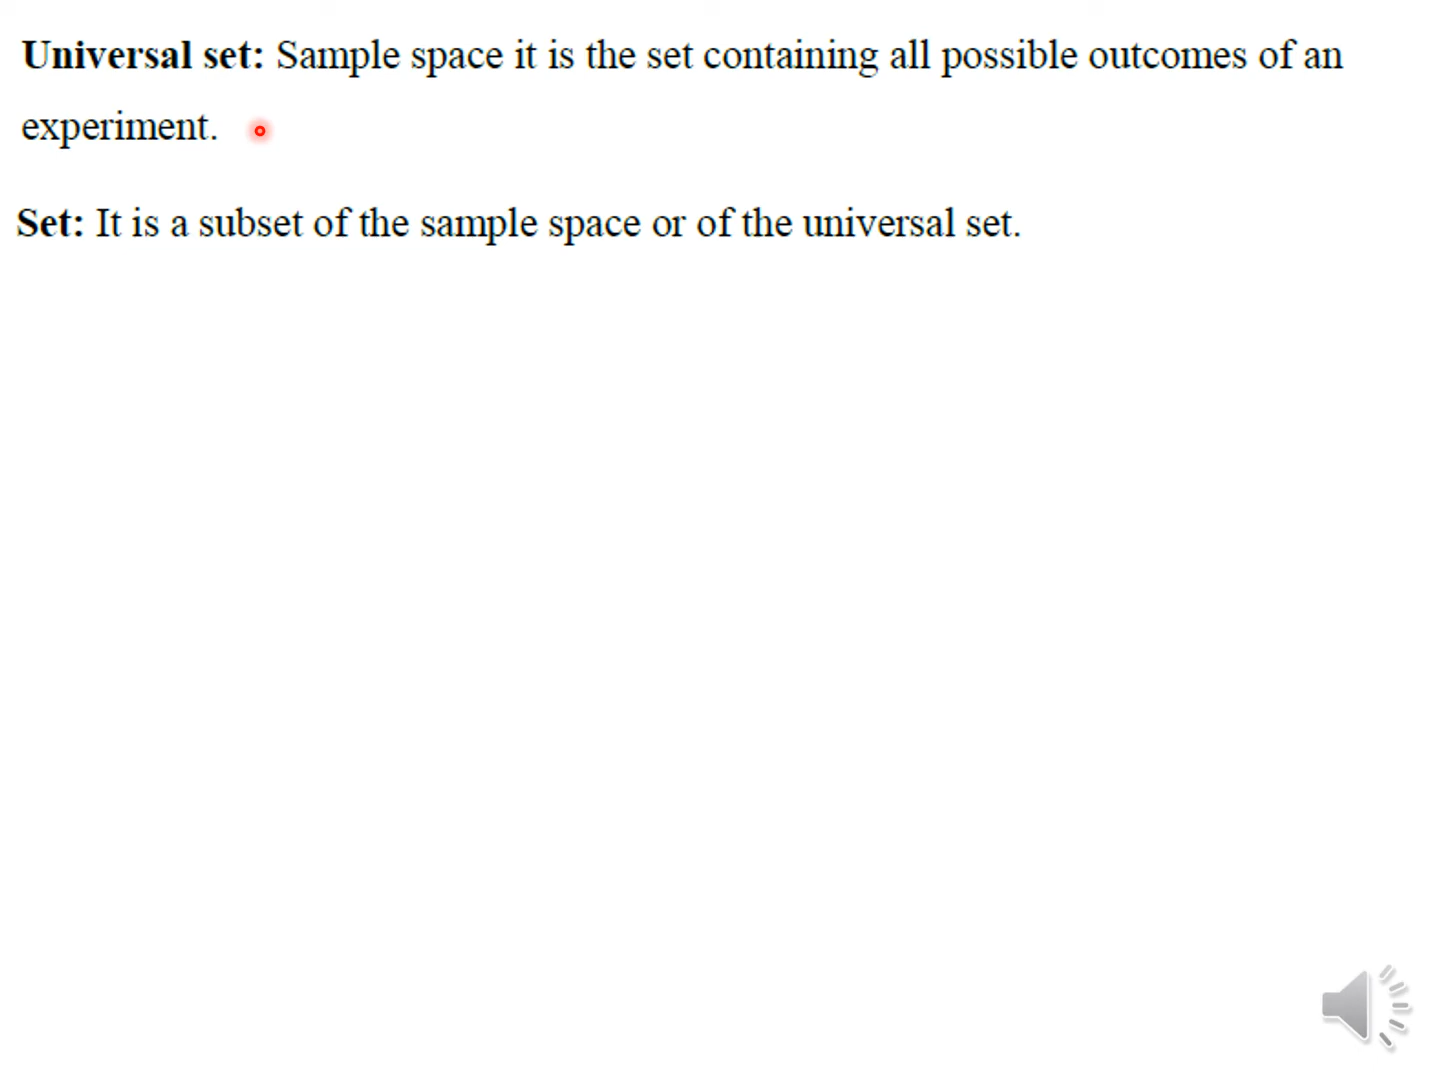 Universal set: Sample space it is the set containing all possible outcomes of an
experiment.
Set: It is a subset of the sample space or of the universal set.